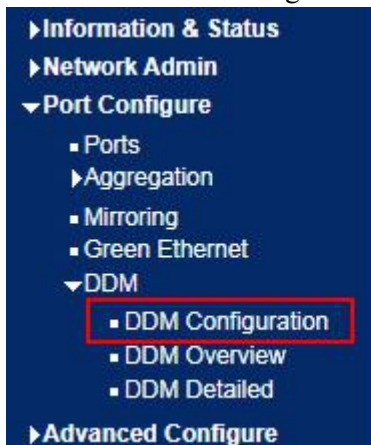 Information & Status
Network Admin
Port Configure
Ports
Aggregation
Mirroring
Green Ethernet
DDM
DDM Configuration
DDM Overview
DDM Detailed
Advanced Configure